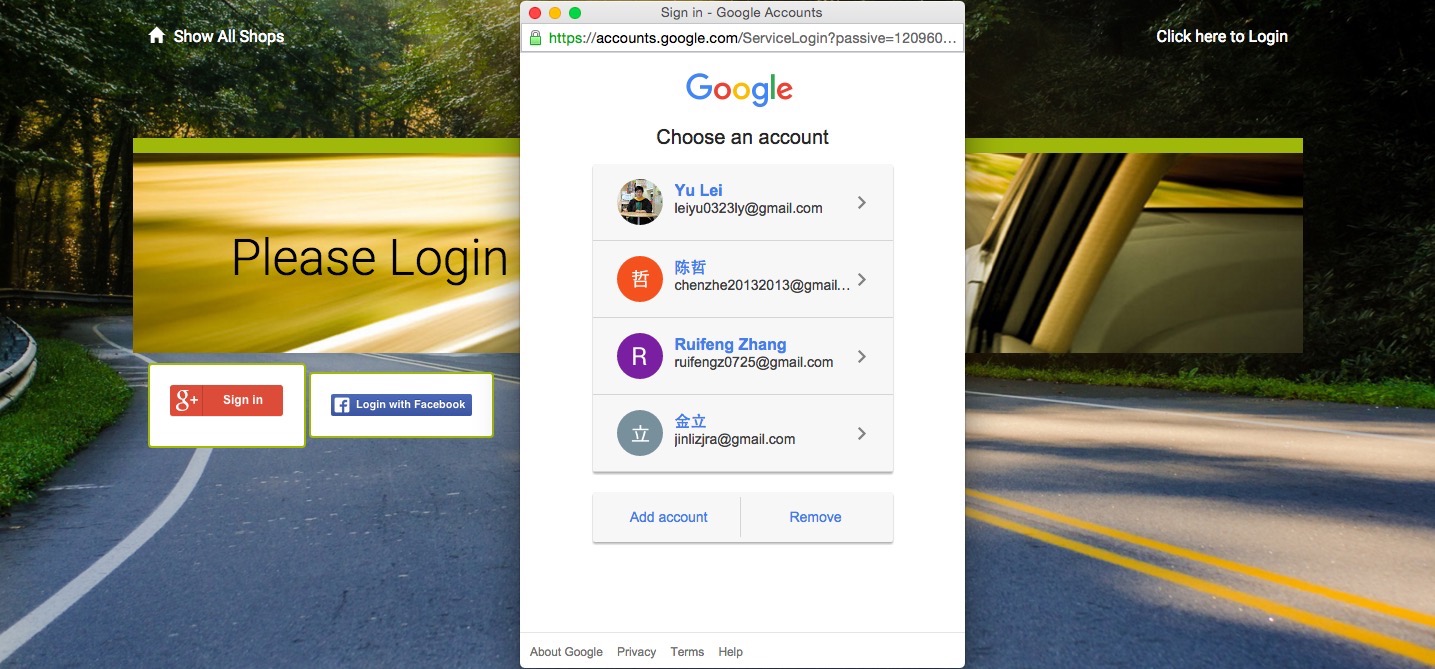 Show All Shops
Click here to Login
Please Login
g+ Sign in
f Login with Facebook
Sign in - Google Accounts
https://accounts.google.com/ServiceLogin?passive=120960...
Google
Choose an account
Yu Lei
leiyu0323ly@gmail.com
哲
陈哲
chenzhe20132013@gmail...
R
Ruifeng Zhang
ruifengz0725@gmail.com
立
金立
jinlizjra@gmail.com
Add account
Remove
About Google
Privacy
Terms
Help